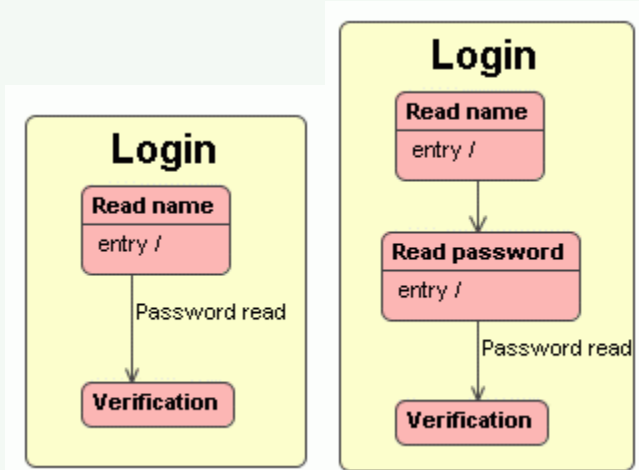 Login
Read name
entry /
Password read
Verification
Login
Read name
entry /
Read password
entry /
Password read
Verification